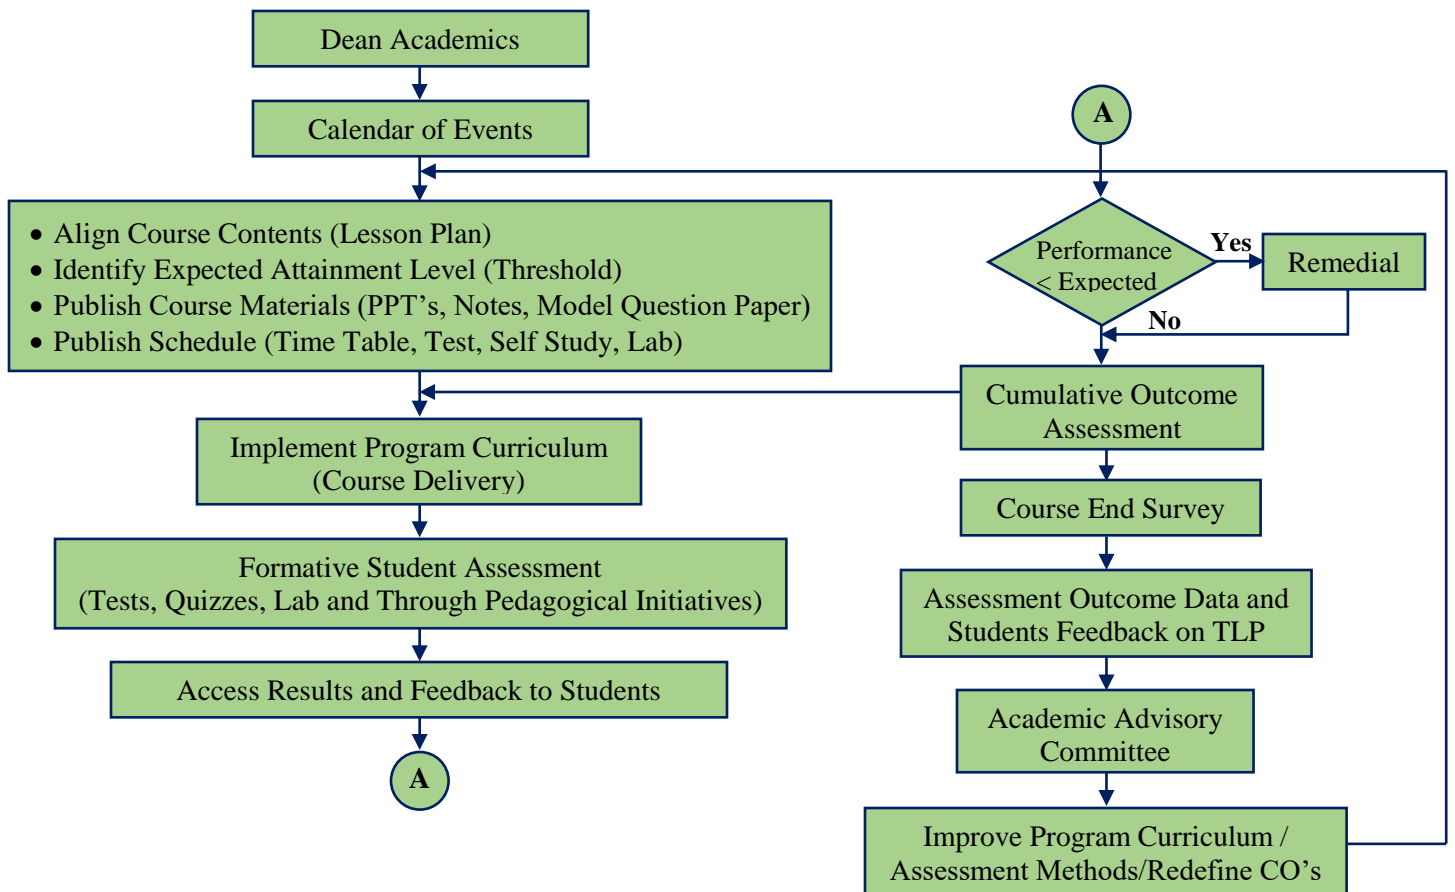 Dean Academics
Calendar of Events
• Align Course Contents (Lesson Plan)
• Identify Expected Attainment Level (Threshold)
• Publish Course Materials (PPT’s, Notes, Model Question Paper)
• Publish Schedule (Time Table, Test, Self Study, Lab)
Implement Program Curriculum
(Course Delivery)
Formative Student Assessment
(Tests, Quizzes, Lab and Through Pedagogical Initiatives)
Access Results and Feedback to Students
A
A
Performance
< Expected
Yes
Remedial
No
Cumulative Outcome
Assessment
Course End Survey
Assessment Outcome Data and
Students Feedback on TLP
Academic Advisory
Committee
Improve Program Curriculum /
Assessment Methods/Redefine CO’s